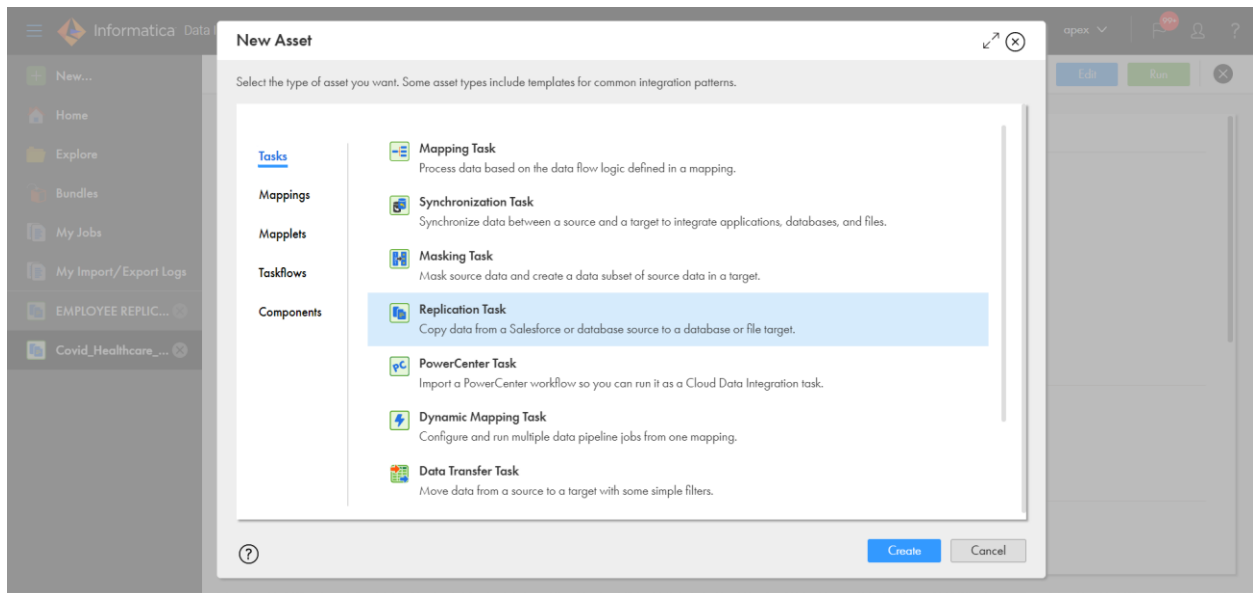 Informatica Data I
apex
99+
?
New Asset
Select the type of asset you want. Some asset types include templates for common integration patterns.
Edit
Run
New...
Home
Explore
Bundles
My Jobs
My Import/Export Logs
EMPLOYEE REPLIC...
Covid_Healthcare_...
Tasks
Mappings
Mapplets
Taskflows
Components
Mapping Task
Process data based on the data flow logic defined in a mapping.
Synchronization Task
Synchronize data between a source and a target to integrate applications, databases, and files.
Masking Task
Mask source data and create a data subset of source data in a target.
Replication Task
Copy data from a Salesforce or database source to a database or file target.
PC
PowerCenter Task
Import a PowerCenter workflow so you can run it as a Cloud Data Integration task.
Dynamic Mapping Task
Configure and run multiple data pipeline jobs from one mapping.
Data Transfer Task
Move data from a source to a target with some simple filters.
?
Create
Cancel